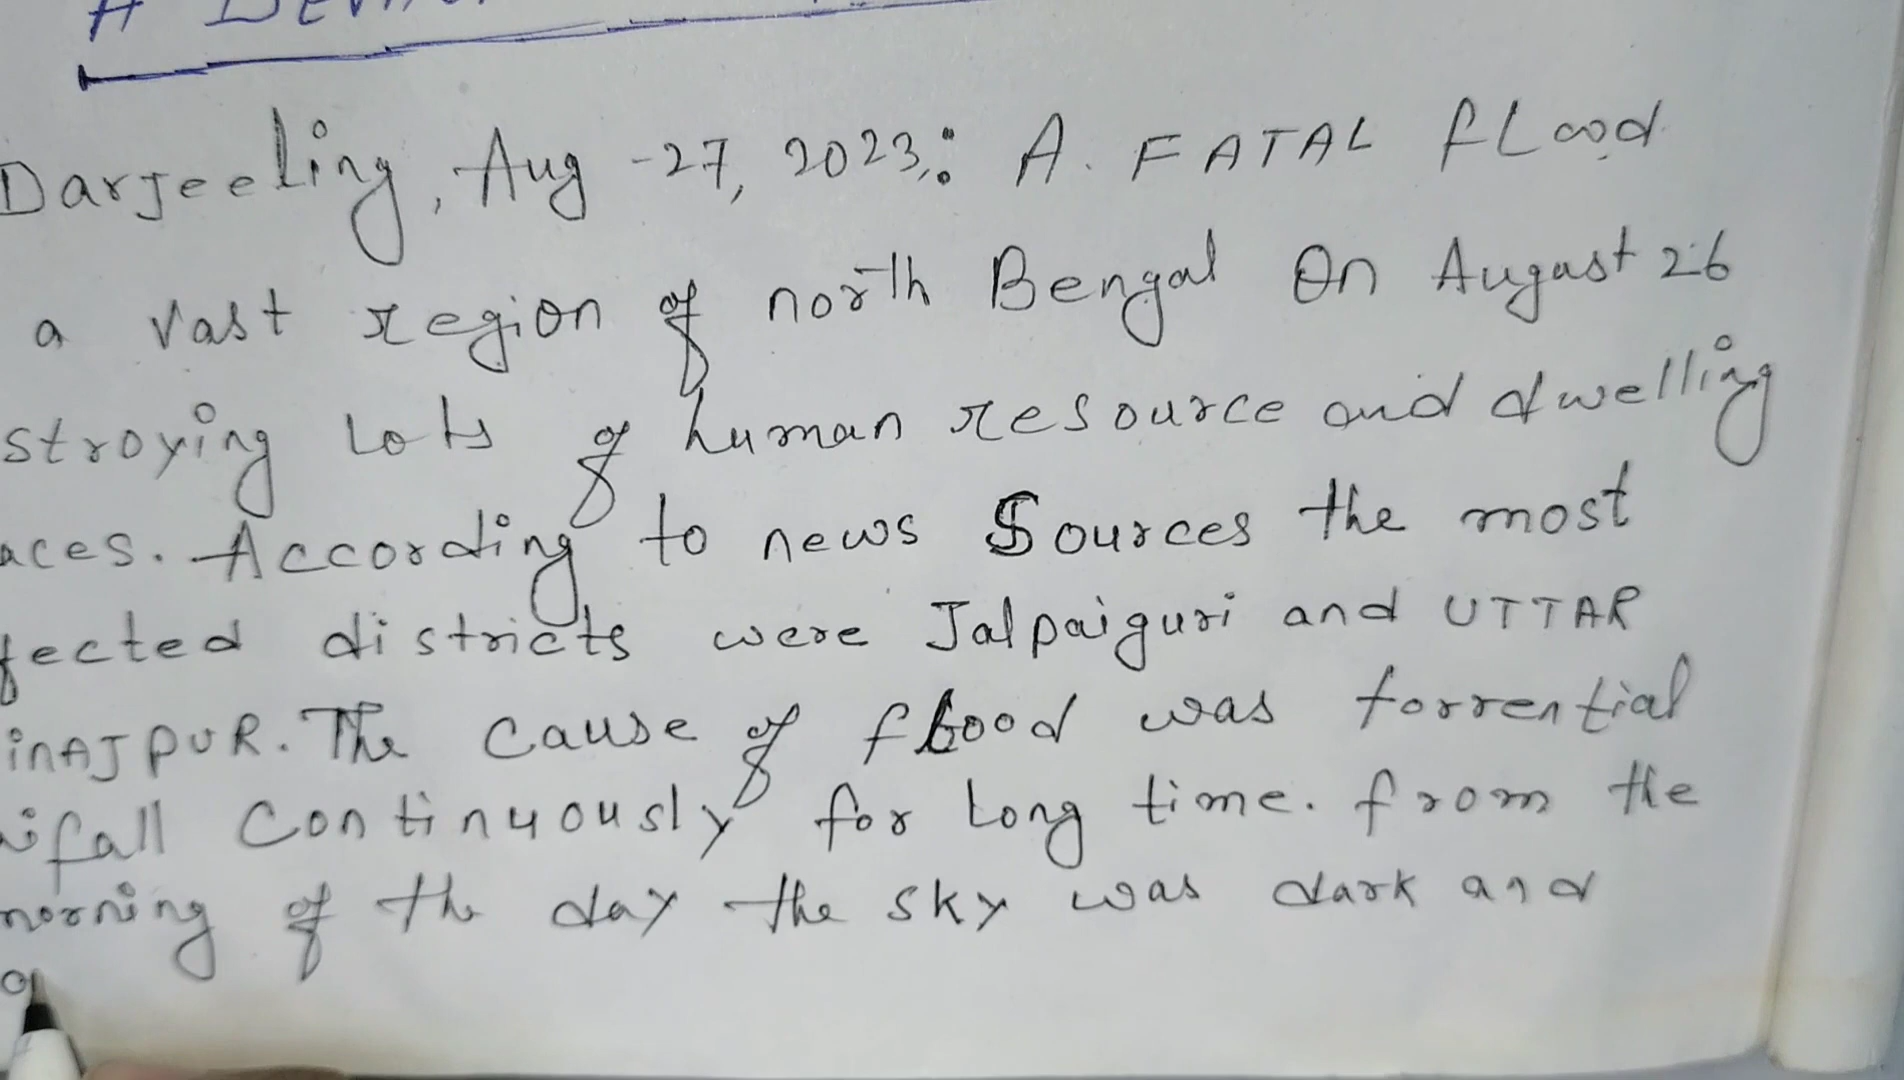 A
Darjeeling, Aug -27, 2023,: A. FATAL fLood
a vast region of north Bengal On August 26
stroying Lots of human resource and dwelling
aces. According to news Sources the most
fected districts were Jalpaiguri and UTTAR
inAJpUR. The cause of flood was torrential
ifall Continuously for Long time. from the
morning of the day the sky was dark and